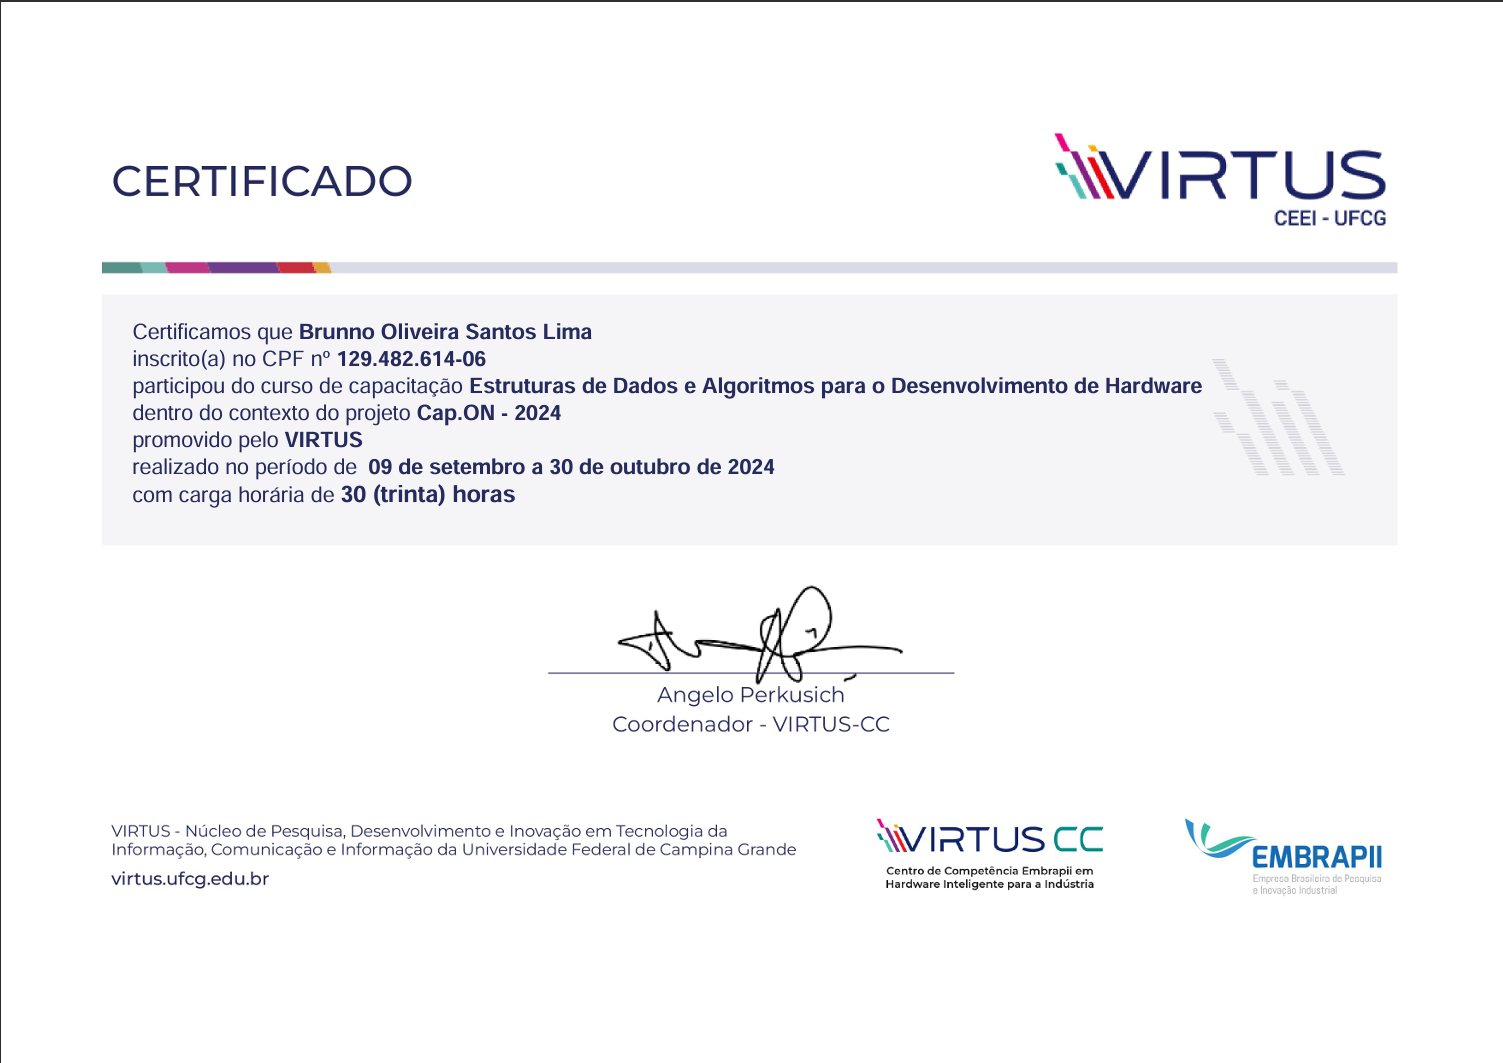 CERTIFICADO
VIRTUS
CEEI - UFCG
Certificamos que Brunno Oliveira Santos Lima
inscrito(a) no CPF nº 129.482.614-06
participou do curso de capacitação Estruturas de Dados e Algoritmos para o Desenvolvimento de Hardware
dentro do contexto do projeto Cap.ON - 2024
promovido pelo VIRTUS
realizado no período de 09 de setembro a 30 de outubro de 2024
com carga horária de 30 (trinta) horas
Angelo Perkusich
Coordenador - VIRTUS-CC
VIRTUS - Núcleo de Pesquisa, Desenvolvimento e Inovação em Tecnologia da
Informação, Comunicação e Informação da Universidade Federal de Campina Grande
virtus.ufcg.edu.br
VIRTUS CC
Centro de Competência Embrapii em
Hardware Inteligente para a Indústria
EMBRAPII
Empresa Brasileira de Pesquisa
e Inovação Industrial